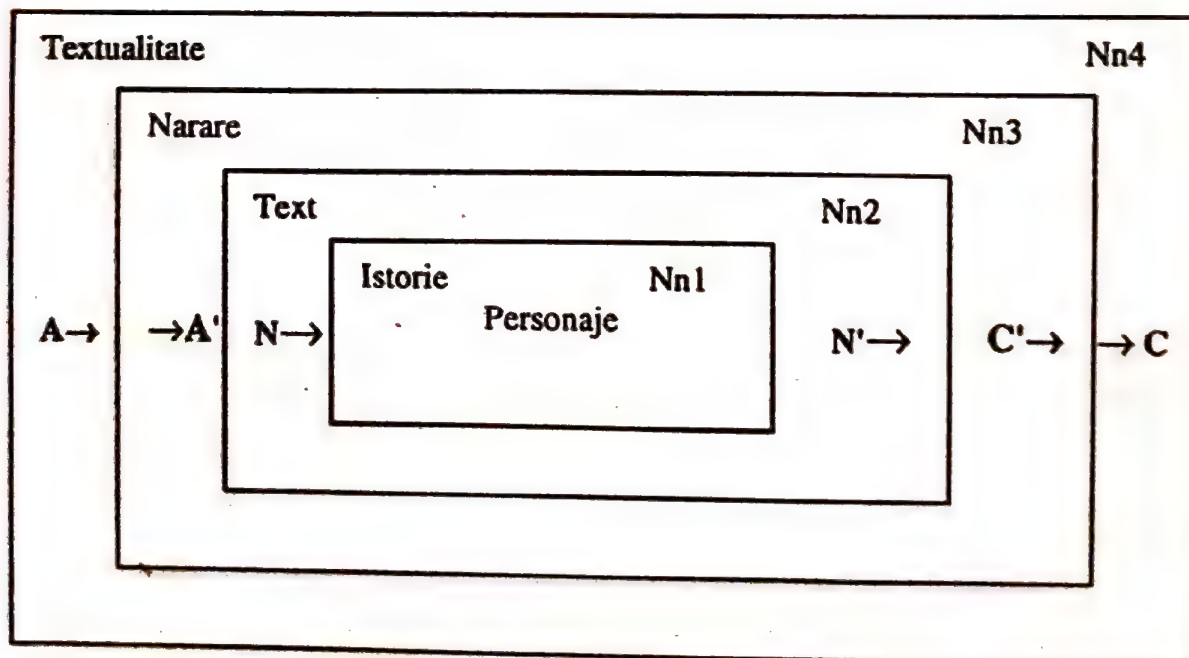 Textualitate Nn4
Narare Nn3
Text Nn2
Istorie Nn1
Personaje
A→ →A' N→ N'→ C'→ →C